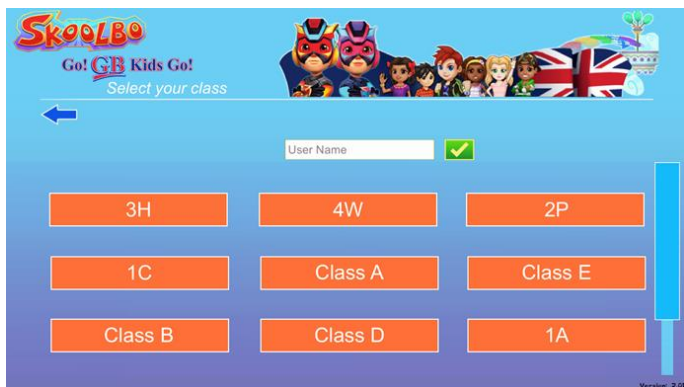 SKOOLBO
Go! GB Kids Go!
Select your class
User Name
3H 4W 2P
1C Class A Class E
Class B Class D 1A